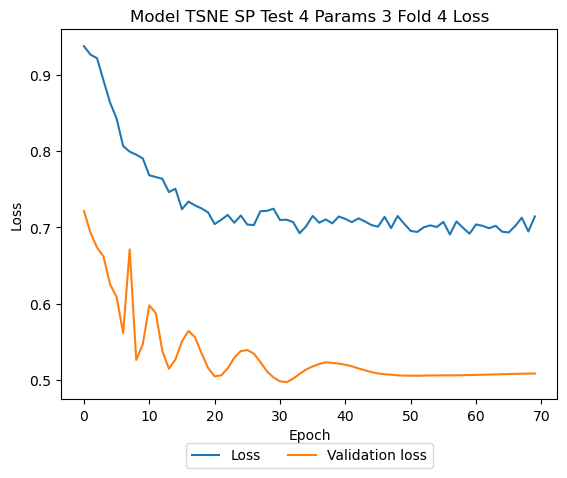 Model TSNE SP Test 4 Params 3 Fold 4 Loss
Loss
0.9
0.8
0.7
0.6
0.5
0 10 20 30 40 50 60 70
Epoch
Loss Validation loss